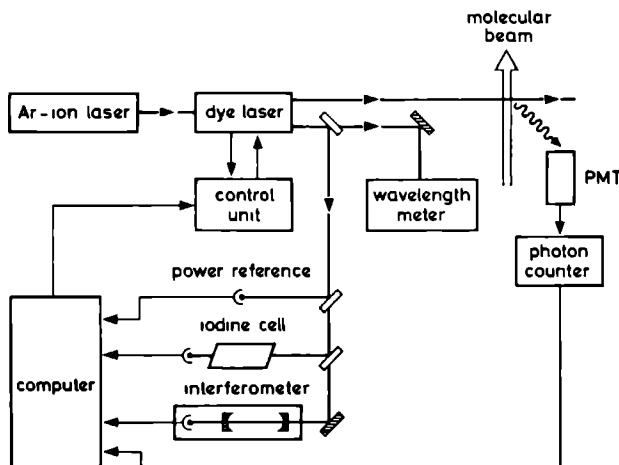 molecular
beam
Ar-ion laser
dye laser
control
unit
wavelength
meter
PMT
photon
counter
power reference
iodine cell
computer
interferometer